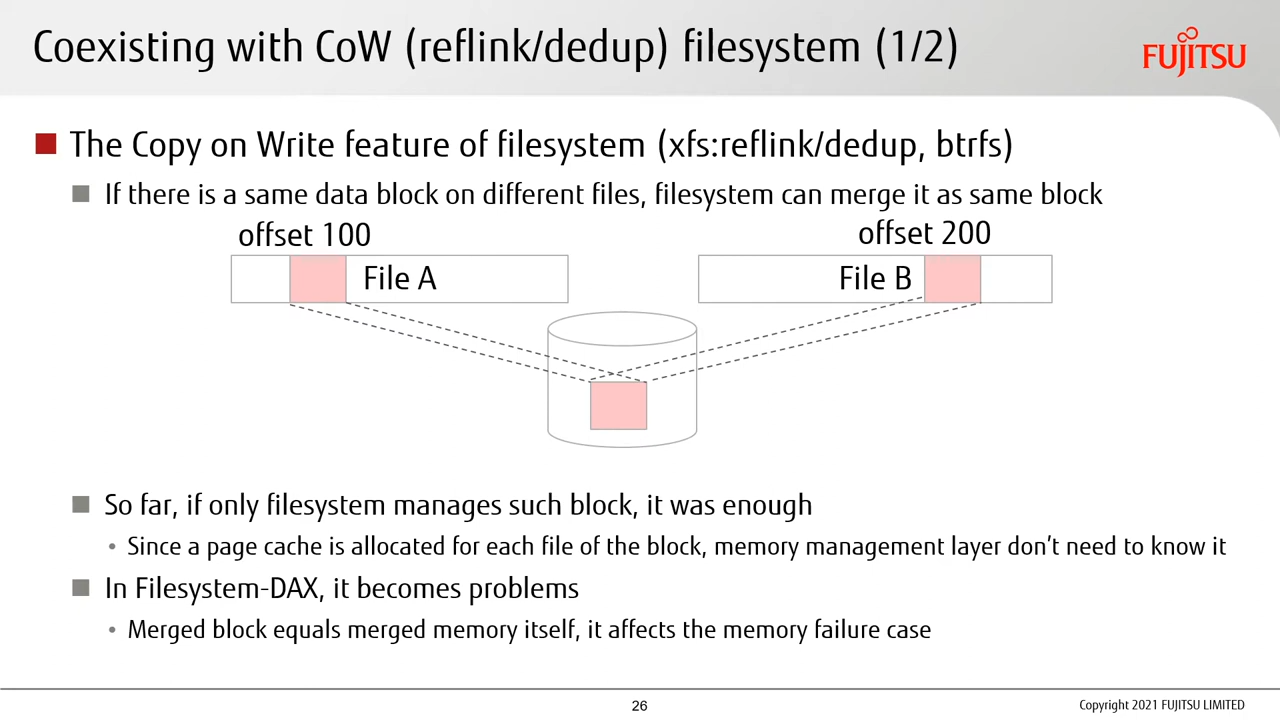 Coexisting with CoW (reflink/dedup) filesystem (1/2)
FUJITSU
The Copy on Write feature of filesystem (xfs:reflink/dedup, btrfs)
If there is a same data block on different files, filesystem can merge it as same block
offset 100
offset 200
File A
File B
So far, if only filesystem manages such block, it was enough
• Since a page cache is allocated for each file of the block, memory management layer don't need to know it
In Filesystem-DAX, it becomes problems
• Merged block equals merged memory itself, it affects the memory failure case
26
Copyright 2021 FUJITSU LIMITED